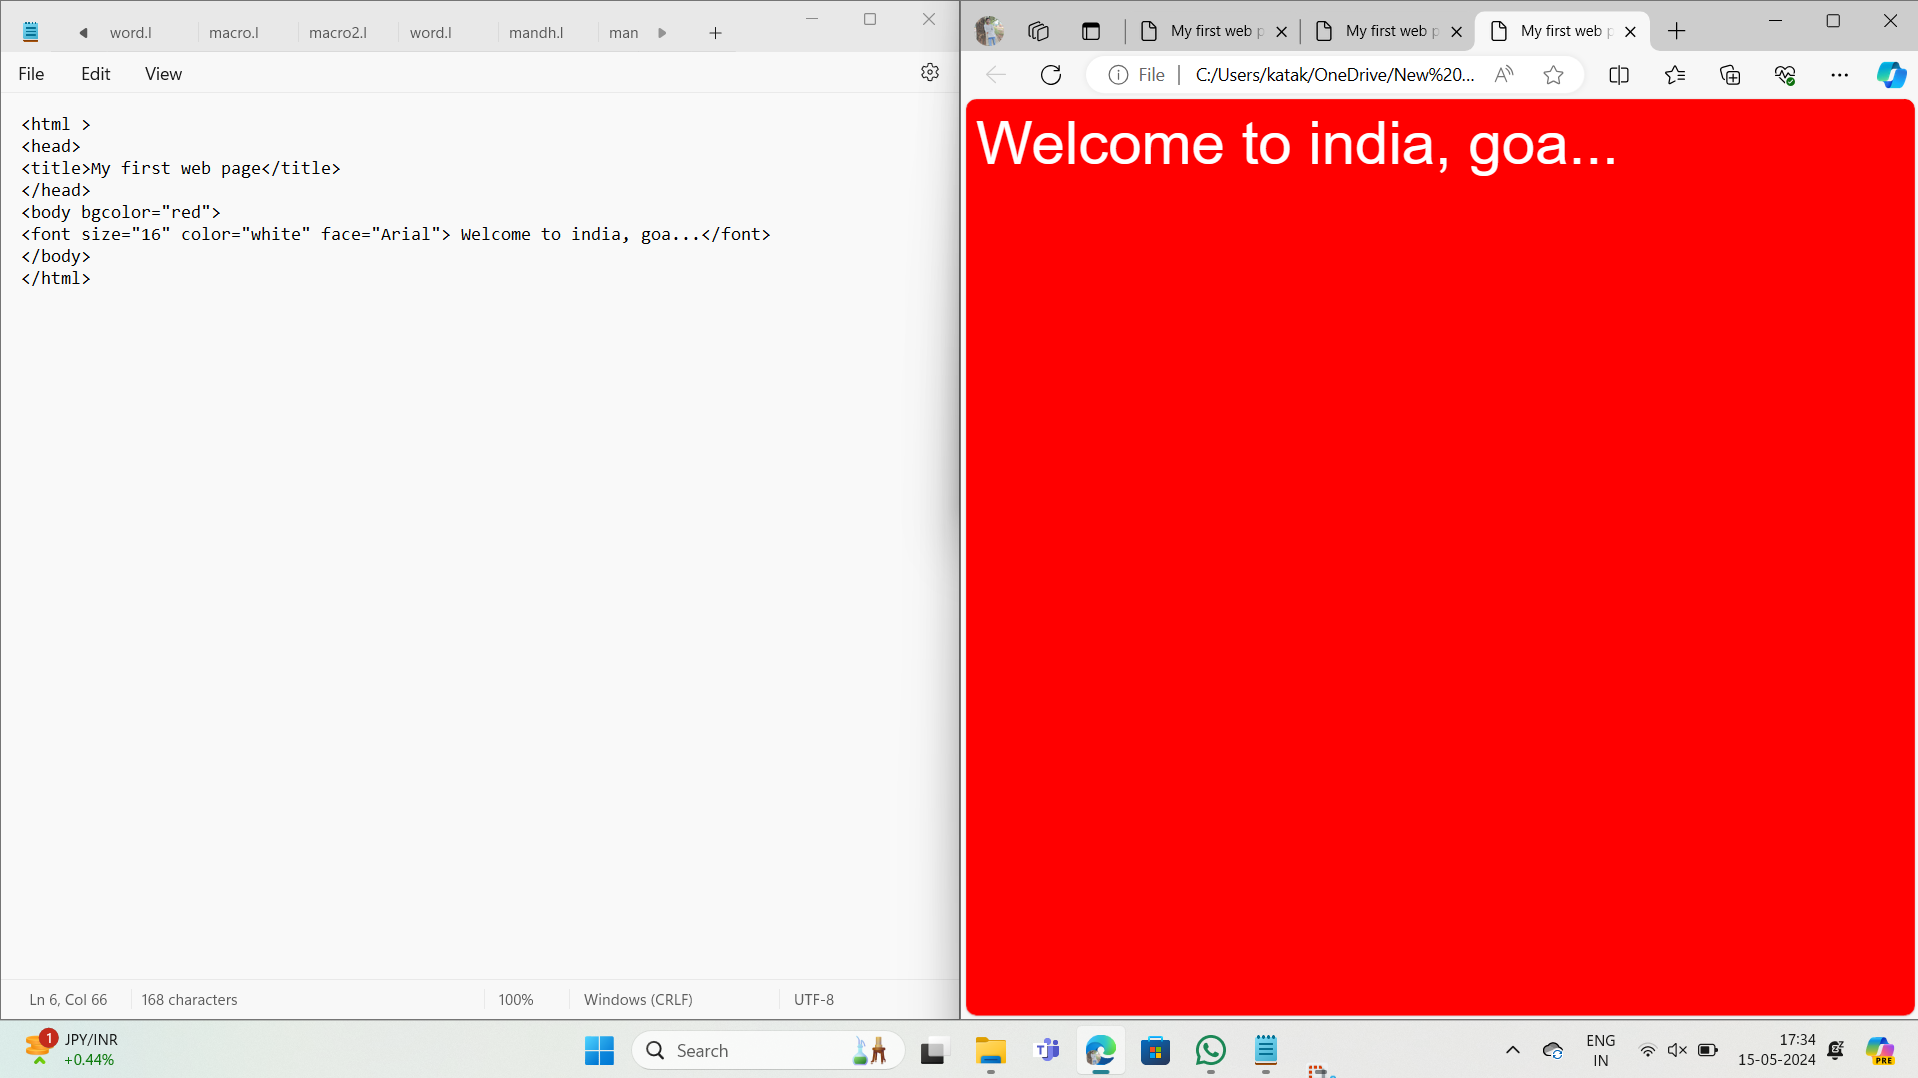 word.l macro.l macro2.l word.l mandh.l man
File Edit View
<html >
<head>
<title>My first web page</title>
</head>
<body bgcolor="red">
<font size="16" color="white" face="Arial"> Welcome to india, goa...</font>
</body>
</html>
Ln 6, Col 66 168 characters 100% Windows (CRLF) UTF-8
My first web p My first web p My first web p
File C:/Users/katak/OneDrive/New%20...
Welcome to india, goa...
1 JPY/INR
+0.44%
Search
ENG
IN
17:34
15-05-2024
PRE